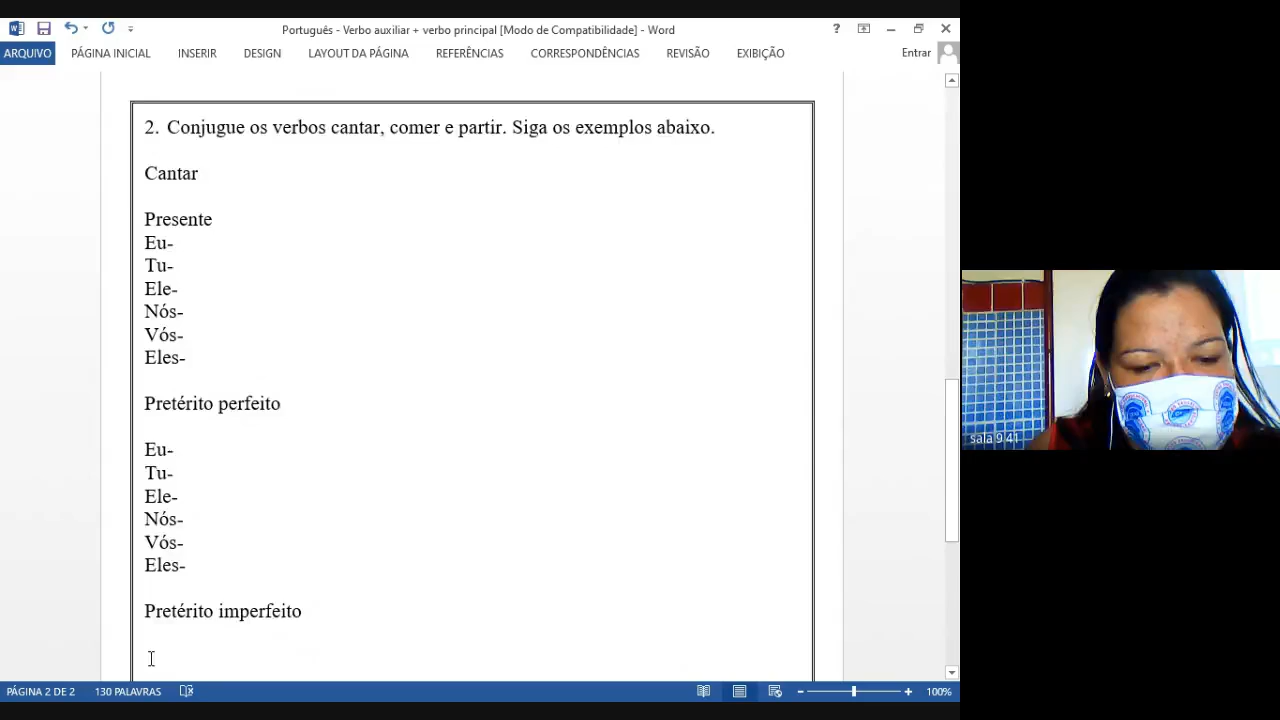 Português - Verbo auxiliar + verbo principal [Modo de Compatibilidade] - Word
?
ARQUIVO PÁGINA INICIAL INSERIR DESIGN LAYOUT DA PÁGINA REFERÊNCIAS CORRESPONDÊNCIAS REVISÃO EXIBIÇÃO Entrar
2. Conjugue os verbos cantar, comer e partir. Siga os exemplos abaixo.
Cantar
Presente
Eu-
Tu-
Ele-
Nós-
Vós-
Eles-
Pretérito perfeito
Eu-
Tu-
Ele-
Nós-
Vós-
Eles-
Pretérito imperfeito
PÁGINA 2 DE 2 130 PALAVRAS 100%
sala 9 41